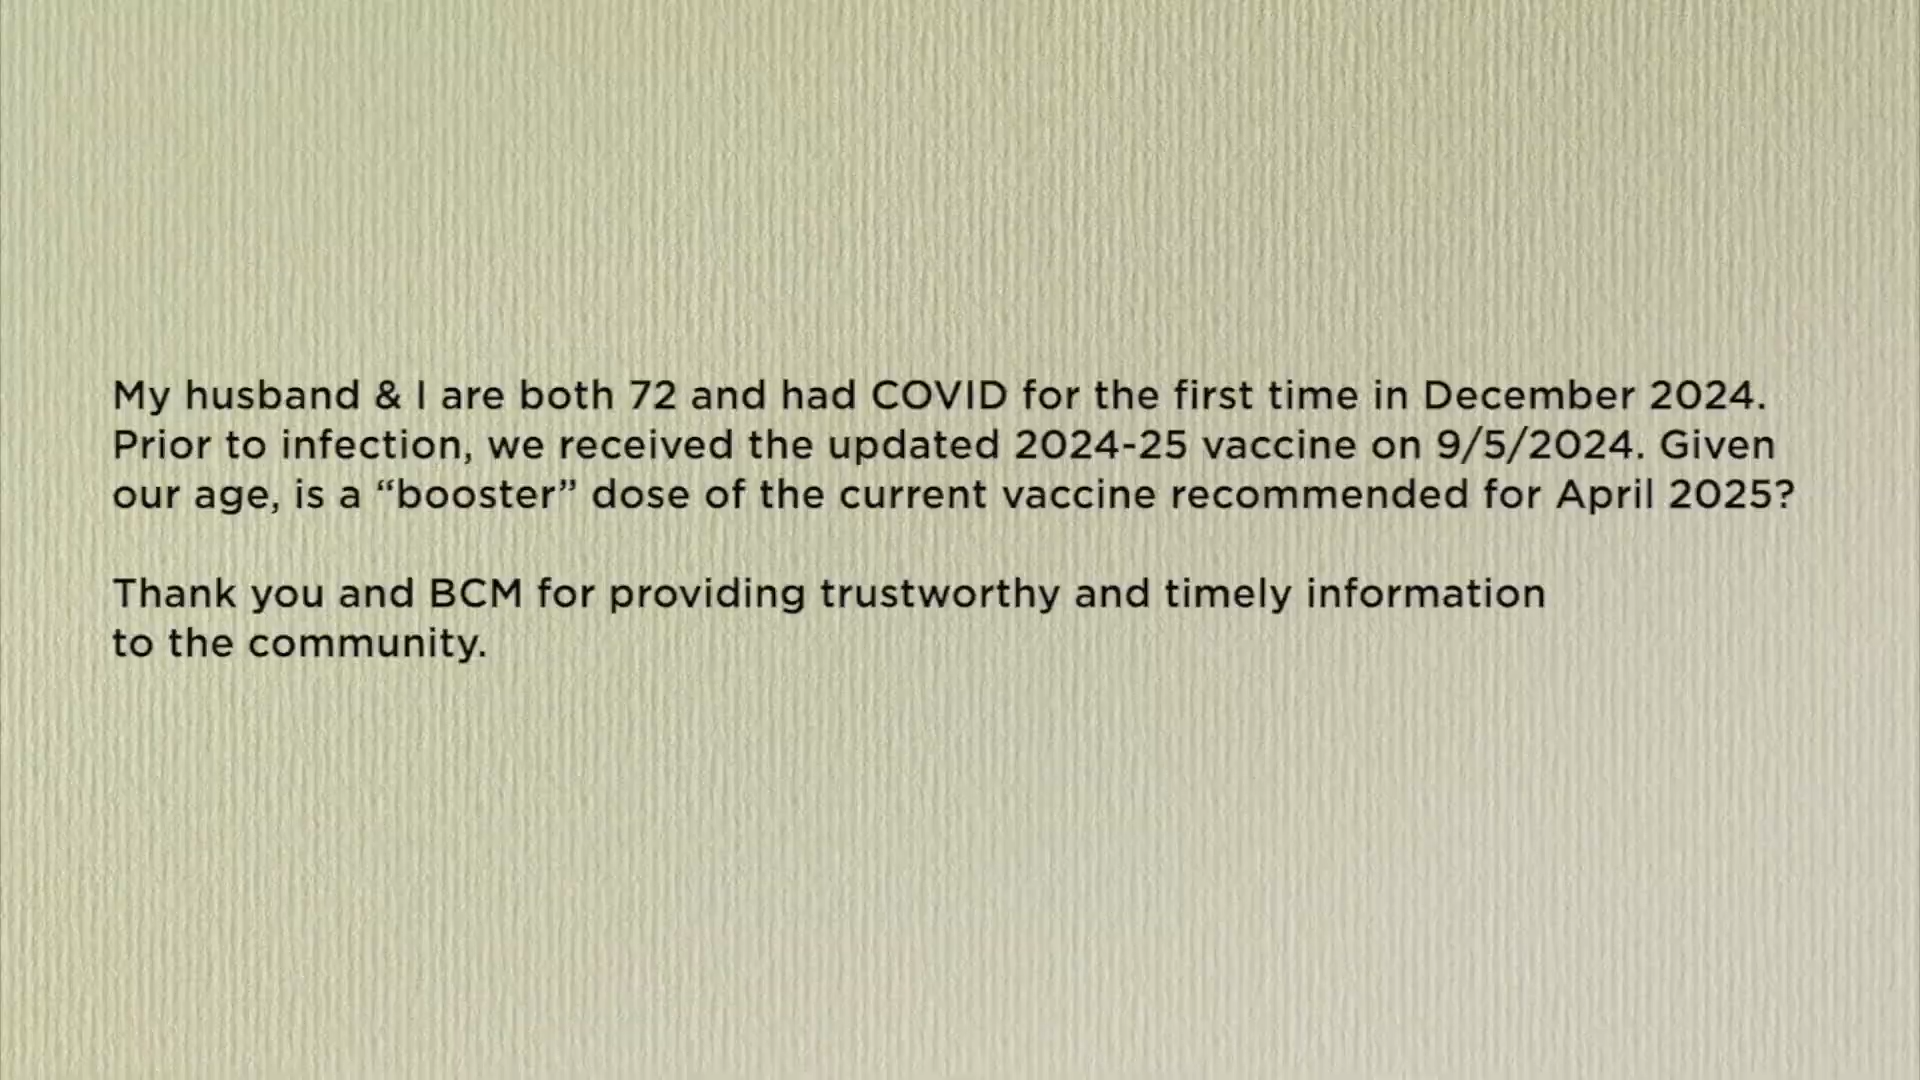 My husband & I are both 72 and had COVID for the first time in December 2024.
Prior to infection, we received the updated 2024-25 vaccine on 9/5/2024. Given
our age, is a “booster” dose of the current vaccine recommended for April 2025?
Thank you and BCM for providing trustworthy and timely information
to the community.